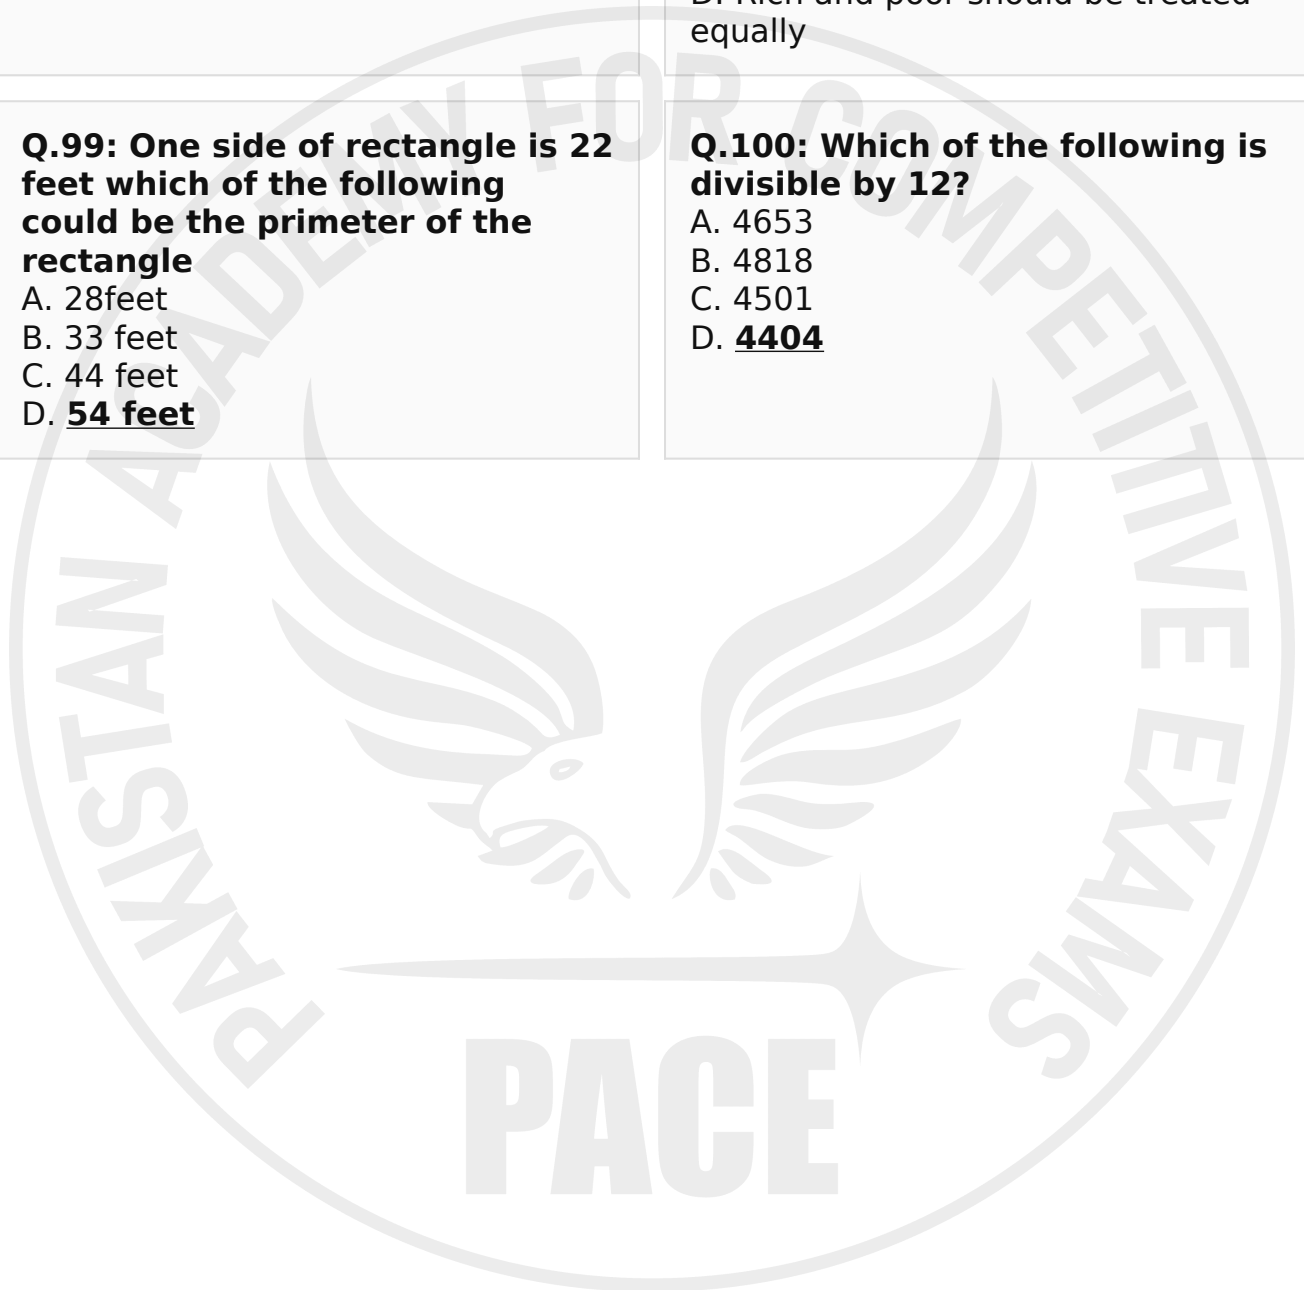 D. Rich and poor should be treated
equally
Q.99: One side of rectangle is 22
feet which of the following
could be the primeter of the
rectangle
A. 28feet
B. 33 feet
C. 44 feet
D. 54 feet
Q.100: Which of the following is
divisible by 12?
A. 4653
B. 4818
C. 4501
D. 4404
PAKISTAN ACADEMY FOR COMPETITIVE EXAMS
PACE